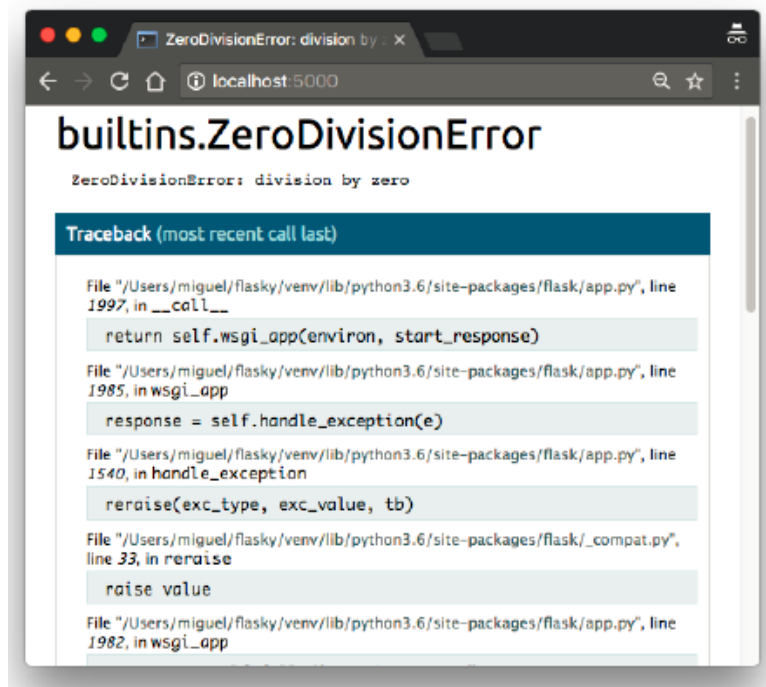 ZeroDivisionError: division by
localhost:5000
builtins.ZeroDivisionError
ZeroDivisionError: division by zero
Traceback (most recent call last)
File "/Users/miguel/flasky/venv/lib/python3.6/site-packages/flask/app.py", line
1997, in __call__
return self.wsgi_app(environ, start_response)
File "/Users/miguel/flasky/venv/lib/python3.6/site-packages/flask/app.py", line
1985, in wsgi_app
response = self.handle_exception(e)
File "/Users/miguel/flasky/venv/lib/python3.6/site-packages/flask/app.py", line
1540, in handle_exception
reraise(exc_type, exc_value, tb)
File "/Users/miguel/flasky/venv/lib/python3.6/site-packages/flask/_compat.py",
line 33, in reraise
raise value
File "/Users/miguel/flasky/venv/lib/python3.6/site-packages/flask/app.py", line
1982, in wsgi_app